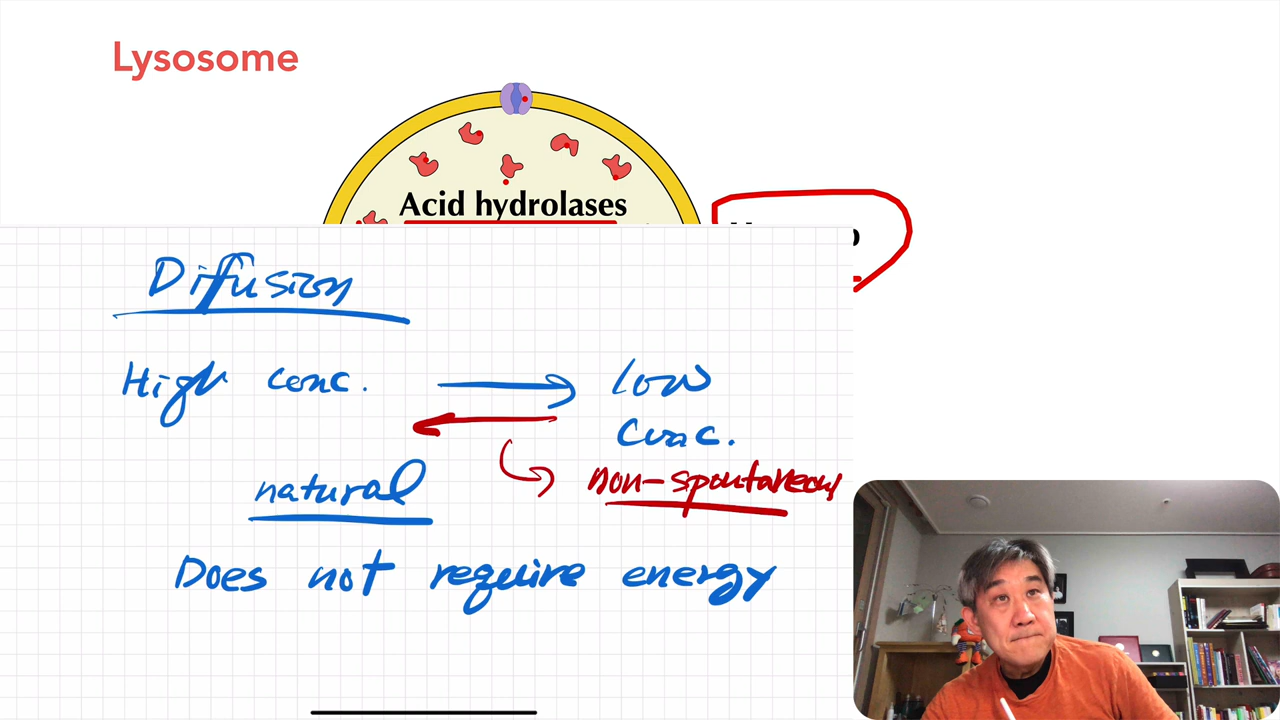 Lysosome
Acid hydrolases
Diffusion
High conc. → low
conc.
natural
non-spontaneous
Does not require energy